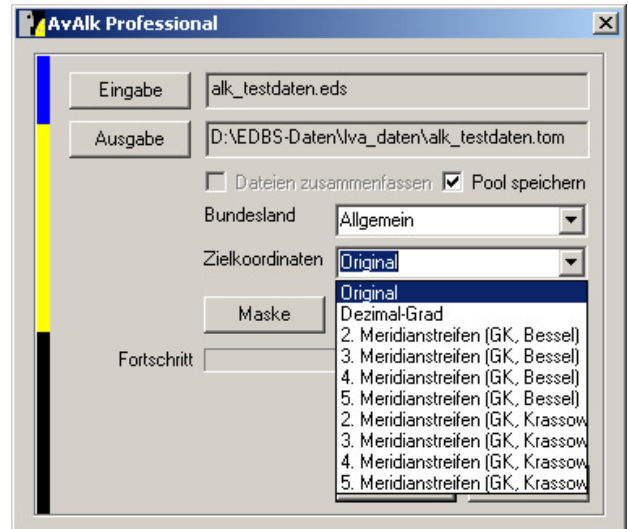 AvAlk Professional
Eingabe
alk_testdaten.eds
Ausgabe
D:\EDBS-Daten\lva_daten\alk_testdaten.tom
Dateien zusammenfassen
Pool speichern
Bundesland
Allgemein
Zielkoordinaten
Original
Original
Dezimal-Grad
2. Meridianstreifen (GK, Bessel)
3. Meridianstreifen (GK, Bessel)
4. Meridianstreifen (GK, Bessel)
5. Meridianstreifen (GK, Bessel)
2. Meridianstreifen (GK, Krassow
3. Meridianstreifen (GK, Krassow
4. Meridianstreifen (GK, Krassow
5. Meridianstreifen (GK, Krassow
Maske
Fortschritt